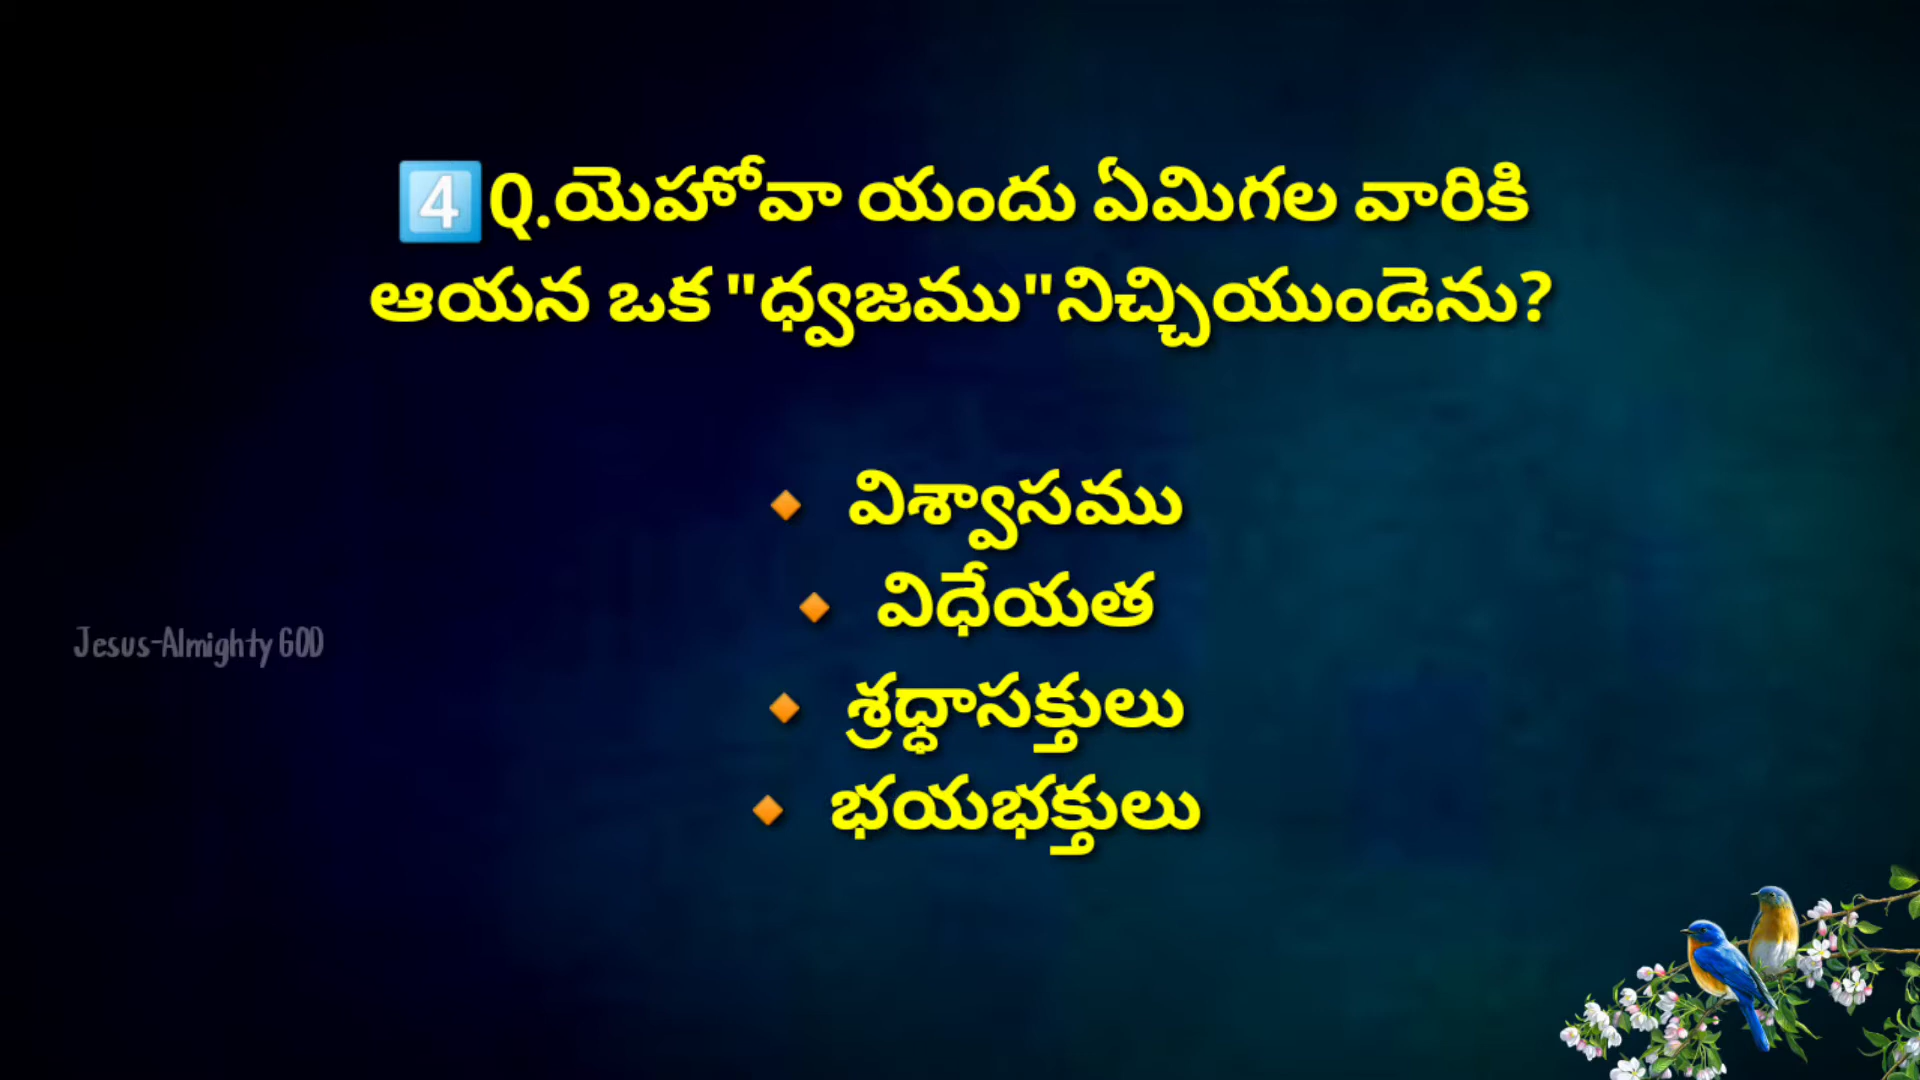 4️⃣Q.యెహోవా యందు ఏమిగల వారికి
ఆయన ఒక "ధ్వజము"నిచ్చియుండెను?
🔸 విశ్వాసము
🔸 విధేయత
🔸 శ్రద్ధాసక్తులు
🔸 భయభక్తులు
Jesus-Almighty GOD